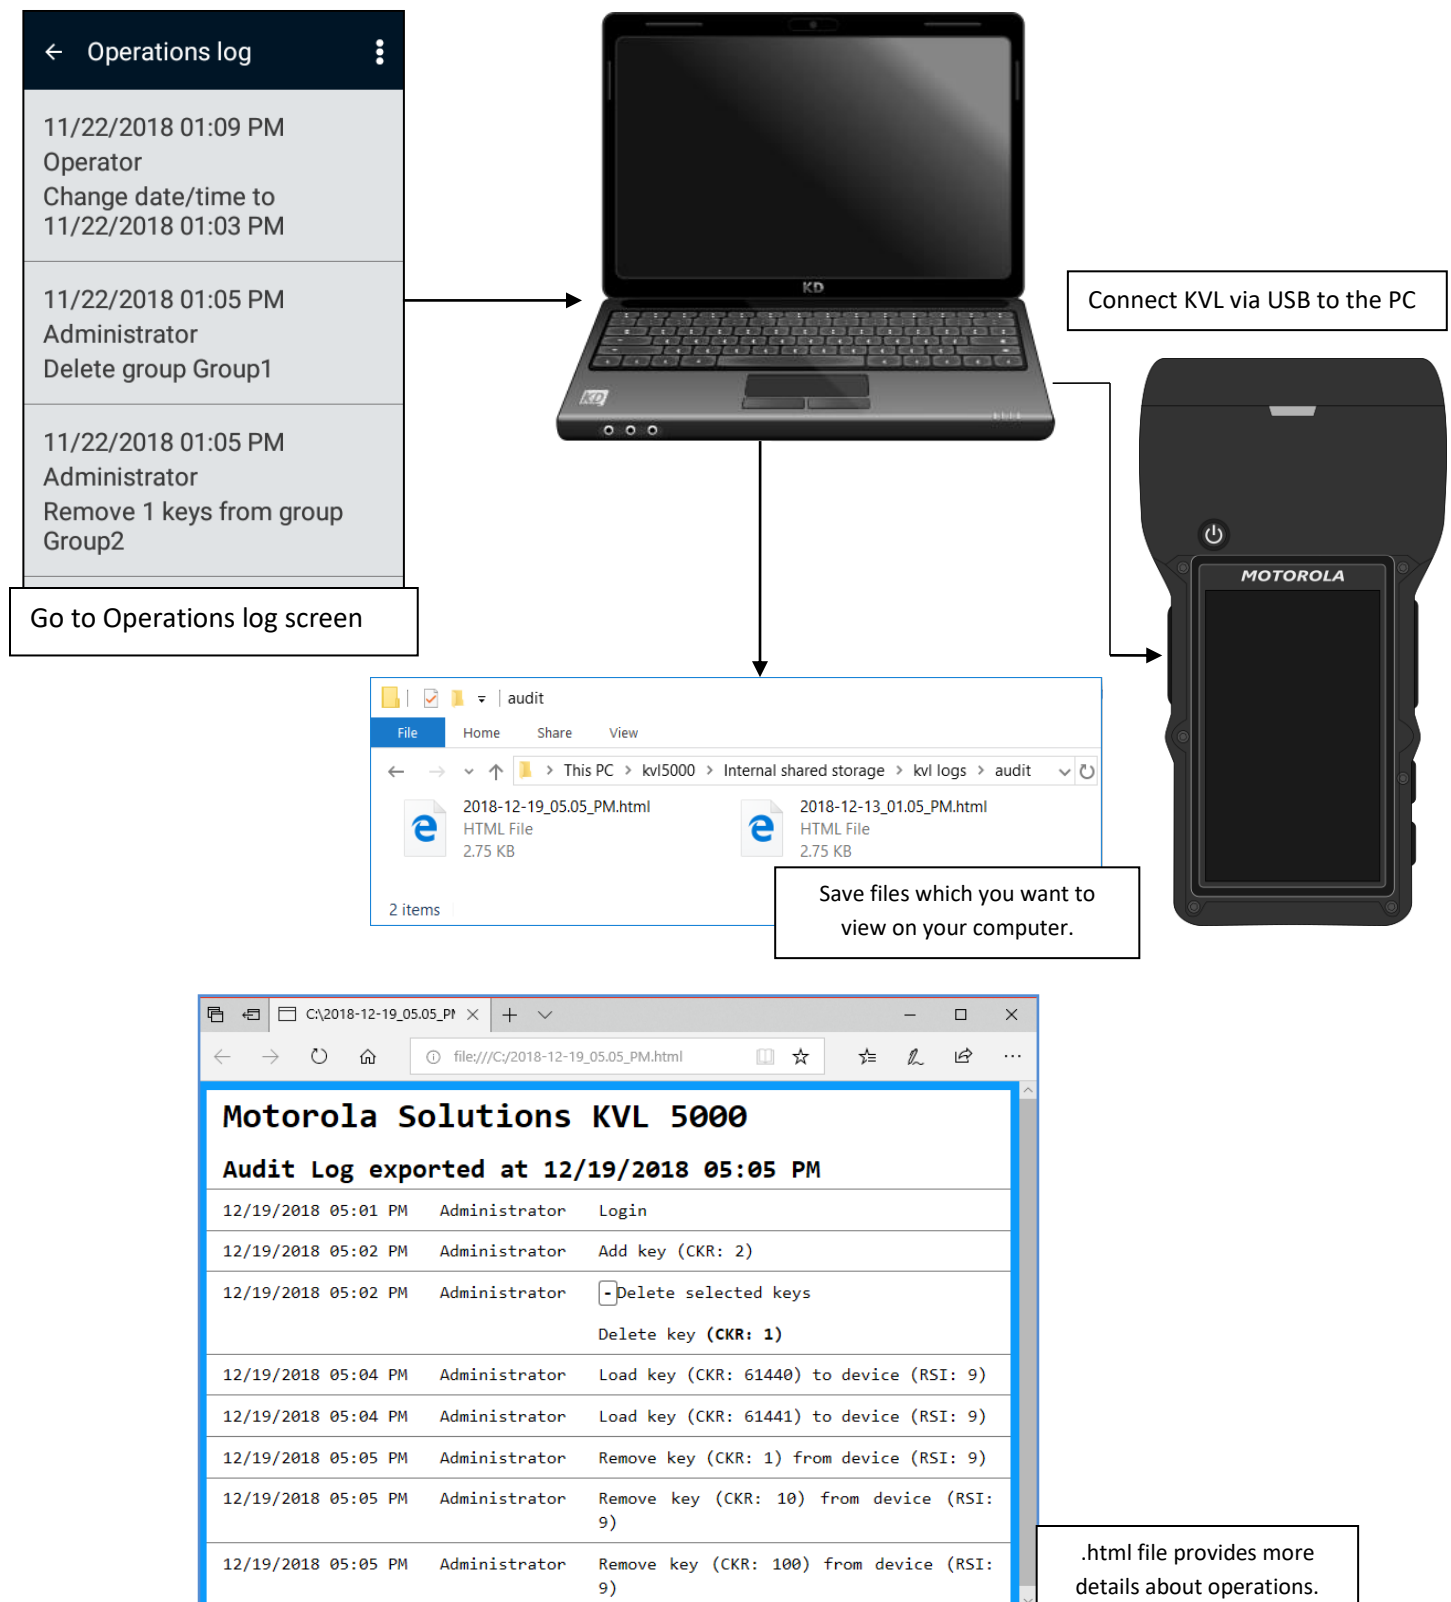 Operations log
11/22/2018 01:09 PM
Operator
Change date/time to
11/22/2018 01:03 PM
11/22/2018 01:05 PM
Administrator
Delete group Group1
11/22/2018 01:05 PM
Administrator
Remove 1 keys from group
Group2
Go to Operations log screen
KD
KD
Connect KVL via USB to the PC
MOTOROLA
audit
File Home Share View
This PC > kvl5000 > Internal shared storage > kvl logs > audit
2018-12-19_05.05_PM.html
HTML File
2.75 KB
2018-12-13_01.05_PM.html
HTML File
2.75 KB
2 items
Save files which you want to
view on your computer.
C:\2018-12-19_05.05_PM
file:///C:/2018-12-19_05.05_PM.html
Motorola Solutions KVL 5000
Audit Log exported at 12/19/2018 05:05 PM
12/19/2018 05:01 PM Administrator Login
12/19/2018 05:02 PM Administrator Add key (CKR: 2)
12/19/2018 05:02 PM Administrator -Delete selected keys
Delete key (CKR: 1)
12/19/2018 05:04 PM Administrator Load key (CKR: 61440) to device (RSI: 9)
12/19/2018 05:04 PM Administrator Load key (CKR: 61441) to device (RSI: 9)
12/19/2018 05:05 PM Administrator Remove key (CKR: 1) from device (RSI: 9)
12/19/2018 05:05 PM Administrator Remove key (CKR: 10) from device (RSI:
9)
12/19/2018 05:05 PM Administrator Remove key (CKR: 100) from device (RSI:
9)
.html file provides more
details about operations.